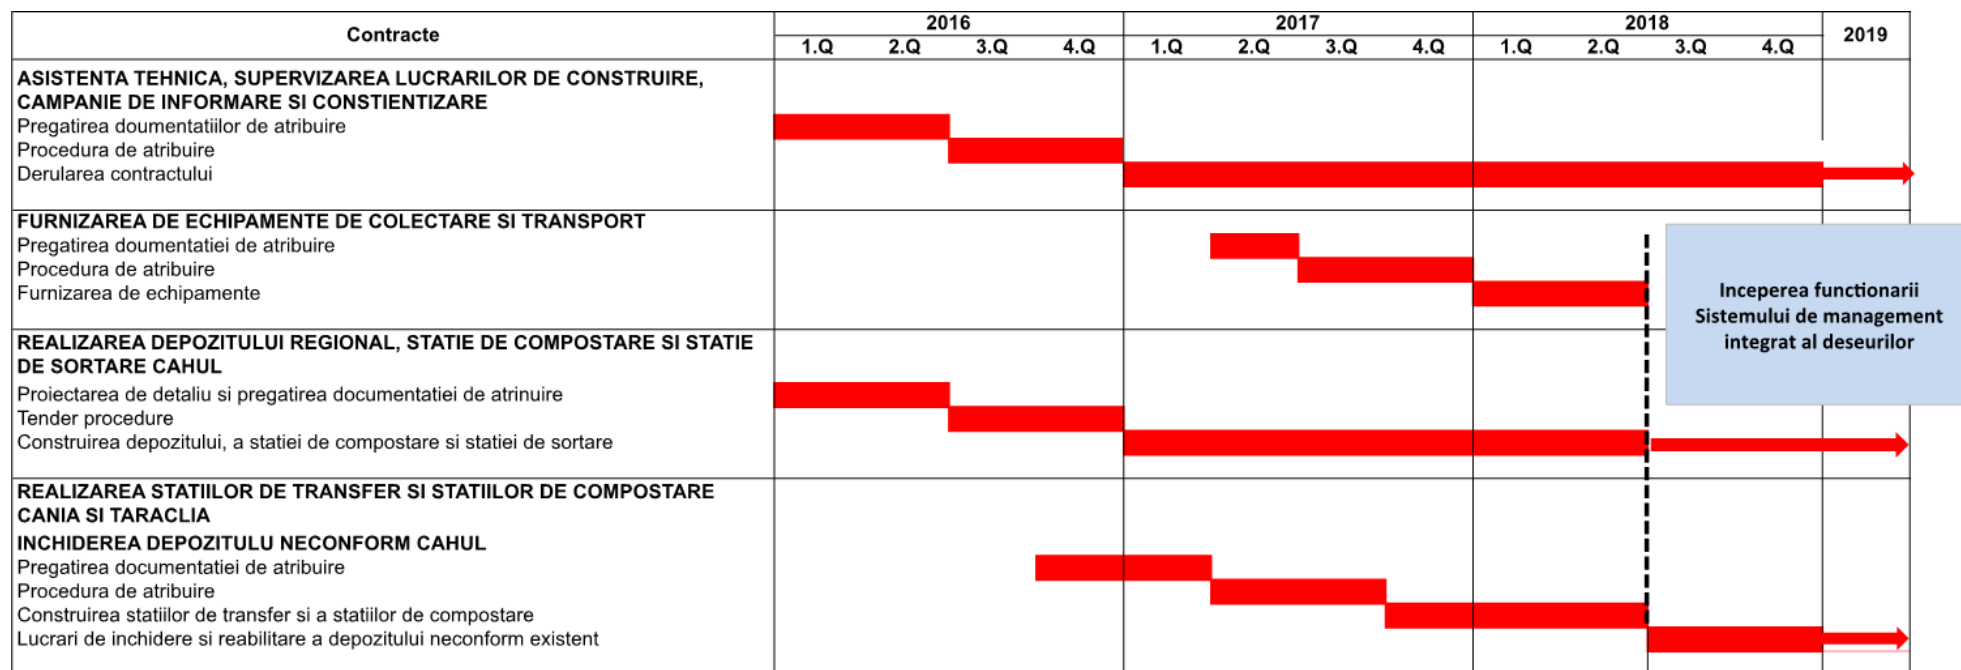 Contracte
2016
2017
2018
2019
1.Q 2.Q 3.Q 4.Q 1.Q 2.Q 3.Q 4.Q 1.Q 2.Q 3.Q 4.Q
ASISTENTA TEHNICA, SUPERVIZAREA LUCRARILOR DE CONSTRUIRE,
CAMPANIE DE INFORMARE SI CONSTIENTIZARE
Pregatirea doumentatiilor de atribuire
Procedura de atribuire
Derularea contractului
FURNIZAREA DE ECHIPAMENTE DE COLECTARE SI TRANSPORT
Pregatirea doumentatiei de atribuire
Procedura de atribuire
Furnizarea de echipamente
Inceperea functionarii
Sistemului de management
integrat al deseurilor
REALIZAREA DEPOZITULUI REGIONAL, STATIE DE COMPOSTARE SI STATIE
DE SORTARE CAHUL
Proiectarea de detaliu si pregatirea documentatiei de atrinuire
Tender procedure
Construirea depozitului, a statiei de compostare si statiei de sortare
REALIZAREA STATIILOR DE TRANSFER SI STATIILOR DE COMPOSTARE
CANIA SI TARACLIA
INCHIDEREA DEPOZITULU NECONFORM CAHUL
Pregatirea documentatiei de atribuire
Procedura de atribuire
Construirea statiilor de transfer si a statiilor de compostare
Lucrari de inchidere si reabilitare a depozitului neconform existent